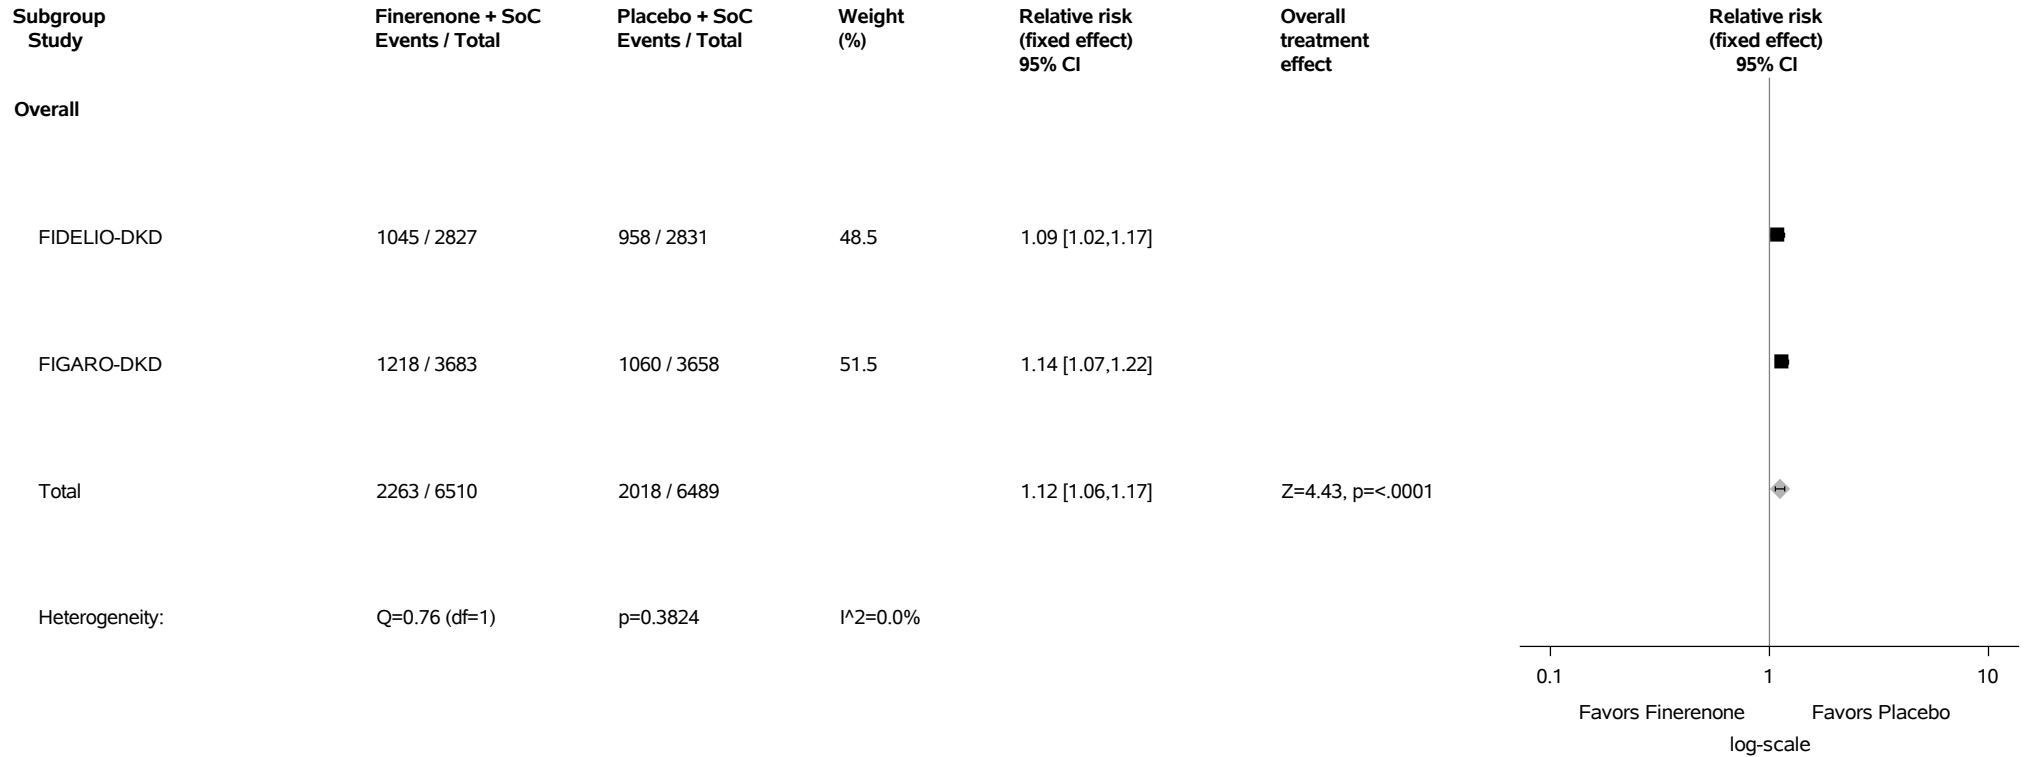 Subgroup Finerenone + SoC Placebo + SoC Weight Relative risk Overall Relative risk
Study Events / Total Events / Total (%) (fixed effect) treatment (fixed effect)
95% CI effect 95% CI
Overall
FIDELIO-DKD 1045 / 2827 958 / 2831 48.5 1.09 [1.02,1.17]
FIGARO-DKD 1218 / 3683 1060 / 3658 51.5 1.14 [1.07,1.22]
Total 2263 / 6510 2018 / 6489 1.12 [1.06,1.17] Z=4.43, p=<.0001
Heterogeneity: Q=0.76 (df=1) p=0.3824 I^2=0.0%
0.1 1 10
Favors Finerenone Favors Placebo
log-scale